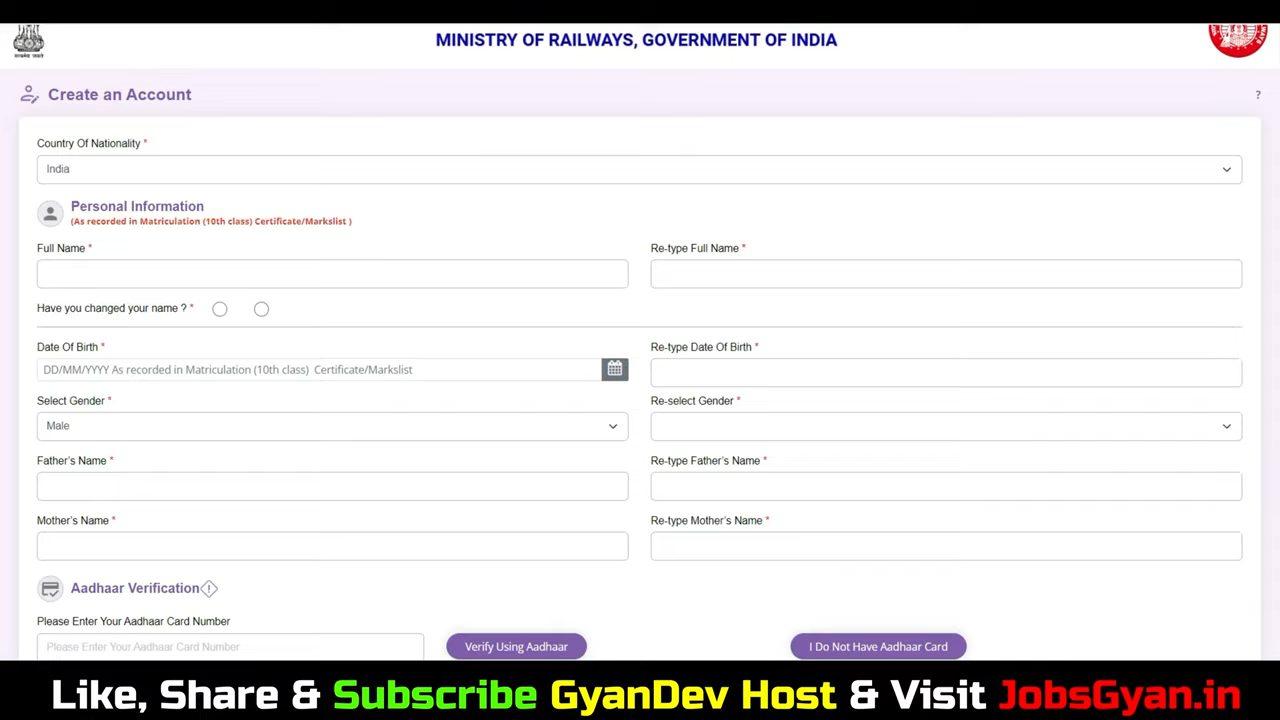 MINISTRY OF RAILWAYS, GOVERNMENT OF INDIA
Create an Account
?
Country Of Nationality *
India
Personal Information
(As recorded in Matriculation (10th class) Certificate/Markslist )
Full Name *
Re-type Full Name *
Have you changed your name ? *
Date Of Birth *
Re-type Date Of Birth *
DD/MM/YYYY As recorded in Matriculation (10th class) Certificate/Markslist
Select Gender *
Re-select Gender *
Male
Father's Name *
Re-type Father's Name *
Mother's Name *
Re-type Mother's Name *
Aadhaar Verification
Please Enter Your Aadhaar Card Number
Please Enter Your Aadhaar Card Number
Verify Using Aadhaar
I Do Not Have Aadhaar Card
Like, Share & Subscribe GyanDev Host & Visit JobsGyan.in